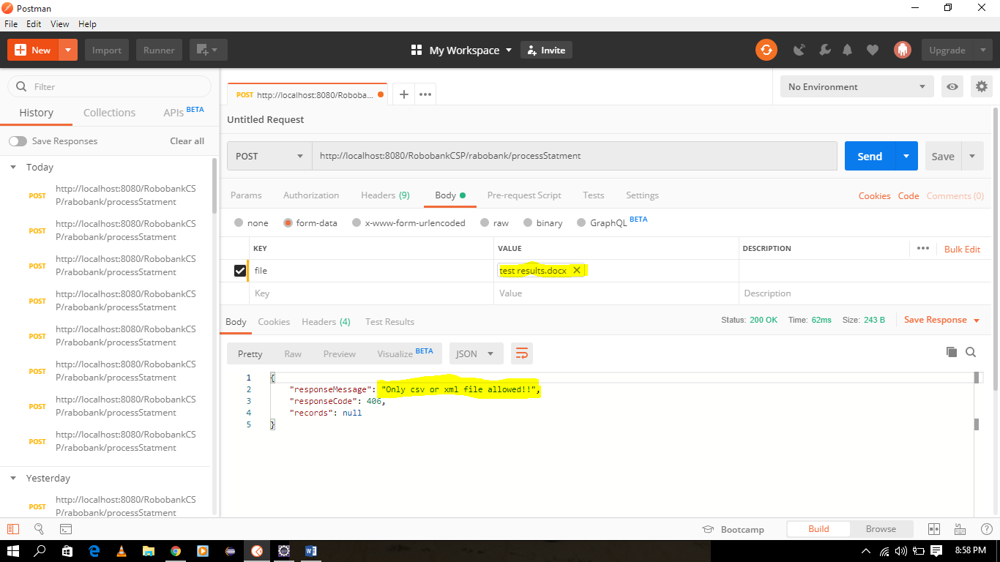 Postman
File Edit View Help
New Import Runner My Workspace Invite Upgrade
Filter
History Collections APIs BETA
Save Responses Clear all
Today
POST http://localhost:8080/RobobankCS
P/rabobank/processStatment
POST http://localhost:8080/RobobankCS
P/rabobank/processStatment
POST http://localhost:8080/RobobankCS
P/rabobank/processStatment
POST http://localhost:8080/RobobankCS
P/rabobank/processStatment
POST http://localhost:8080/RobobankCS
P/rabobank/processStatment
POST http://localhost:8080/RobobankCS
P/rabobank/processStatment
POST http://localhost:8080/RobobankCS
P/rabobank/processStatment
POST http://localhost:8080/RobobankCS
P/rabobank/processStatment
Yesterday
POST http://localhost:8080/RobobankCS
P/rabobank/processStatment
POST http://localhost:8080/Roboba...
No Environment
Untitled Request
POST http://localhost:8080/RobobankCSP/rabobank/processStatment Send Save
Params Authorization Headers (9) Body Pre-request Script Tests Settings Cookies Code Comments (0)
none form-data x-www-form-urlencoded raw binary GraphQL BETA
KEY VALUE DESCRIPTION Bulk Edit
file test results.docx
Key Value Description
Body Cookies Headers (4) Test Results Status: 200 OK Time: 62ms Size: 243 B Save Response
Pretty Raw Preview Visualize BETA JSON
1 {
2 "responseMessage": "Only csv or xml file allowed!!",
3 "responseCode": 406,
4 "records": null
5 }
Bootcamp Build Browse
8:58 PM